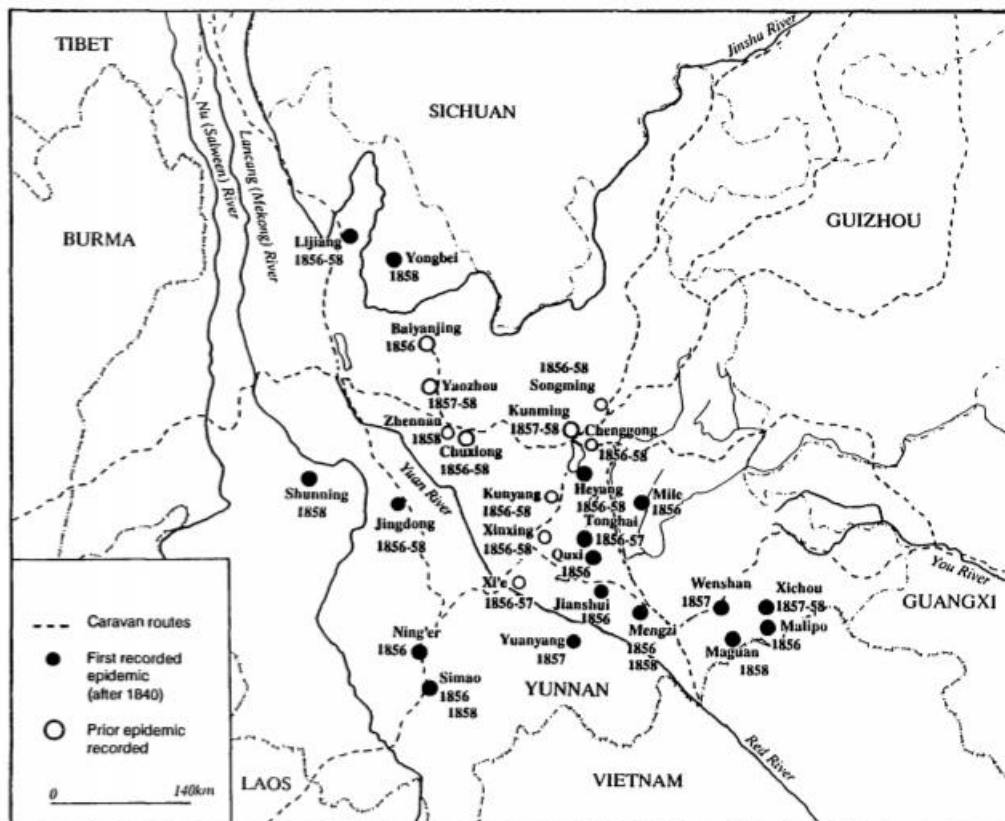 TIBET
Jinsha River
SICHUAN
Nu (Salween) River
Lancang (Mekong) River
GUIZHOU
BURMA
Lijiang
1856-58
Yongbei
1858
Baiyanjing
1856
Yaozhou
1857-58
1856-58
Songming
Kunming
1857-58
Zhennan
1858
Chuxiong
1856-58
Chenggong
1856-58
Yuan River
Shunning
1858
Jingdong
1856-58
Kunyang
1856-58
Heyang
1856-58
Mile
1856
Xinxing
1856-58
Tonghai
1856-57
Quxi
1856
You River
Xi'e
1856-57
Jianshui
1856
Wenshan
1857
Xichou
1857-58
GUANGXI
Malipo
1856
Mengzi
1856
1858
Maguan
1858
Ning'er
1856
Yuanyang
1857
Simao
1856
1858
YUNNAN
Red River
LAOS
VIETNAM
Caravan routes
First recorded
epidemic
(after 1840)
Prior epidemic
recorded
0 140km